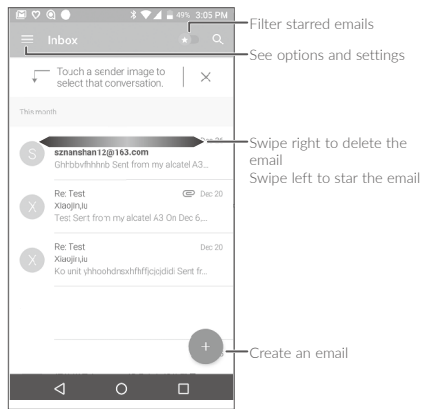 49% 3:05 PM
Filter starred emails
Inbox
See options and settings
Touch a sender image to
select that conversation.
This month
Dec 26
S
sznanshan12@163.com
Ghhbbvfhhhnb Sent from my alcatel A3...
Swipe right to delete the
email
Swipe left to star the email
Re: Test
Dec 20
X
Xiaojin,lu
Test Sent from my alcatel A3 On Dec 6,...
Re: Test
Dec 20
X
Xiaojin,lu
Ko unit yhhoohdnsxhfhffjcjcjdidi Sent fr...
Create an email